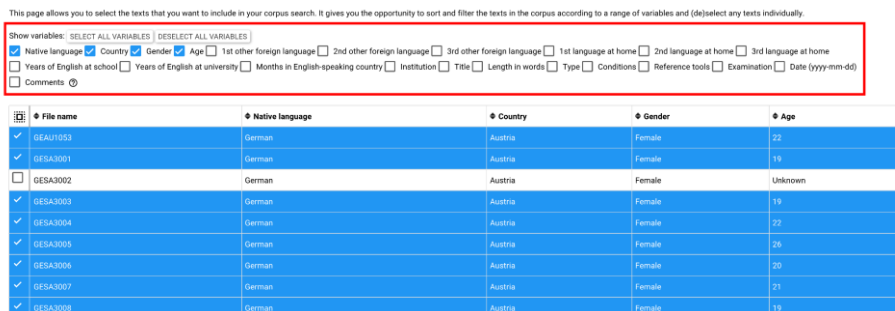 This page allows you to select the texts that you want to include in your corpus search. It gives you the opportunity to sort and filter the texts in the corpus according to a range of variables and (de)select any texts individually.
Show variables: SELECT ALL VARIABLES DESELECT ALL VARIABLES
Native language Country Gender Age 1st other foreign language 2nd other foreign language 3rd other foreign language 1st language at home 2nd language at home 3rd language at home
Years of English at school Years of English at university Months in English-speaking country Institution Title Length in words Type Conditions Reference tools Examination Date (yyyy-mm-dd)
Comments
File name Native language Country Gender Age
GEAU1053 German Austria Female 22
GESA3001 German Austria Female 19
GESA3002 German Austria Female Unknown
GESA3003 German Austria Female 19
GESA3004 German Austria Female 22
GESA3005 German Austria Female 26
GESA3006 German Austria Female 20
GESA3007 German Austria Female 21
GESA3008 German Austria Female 19